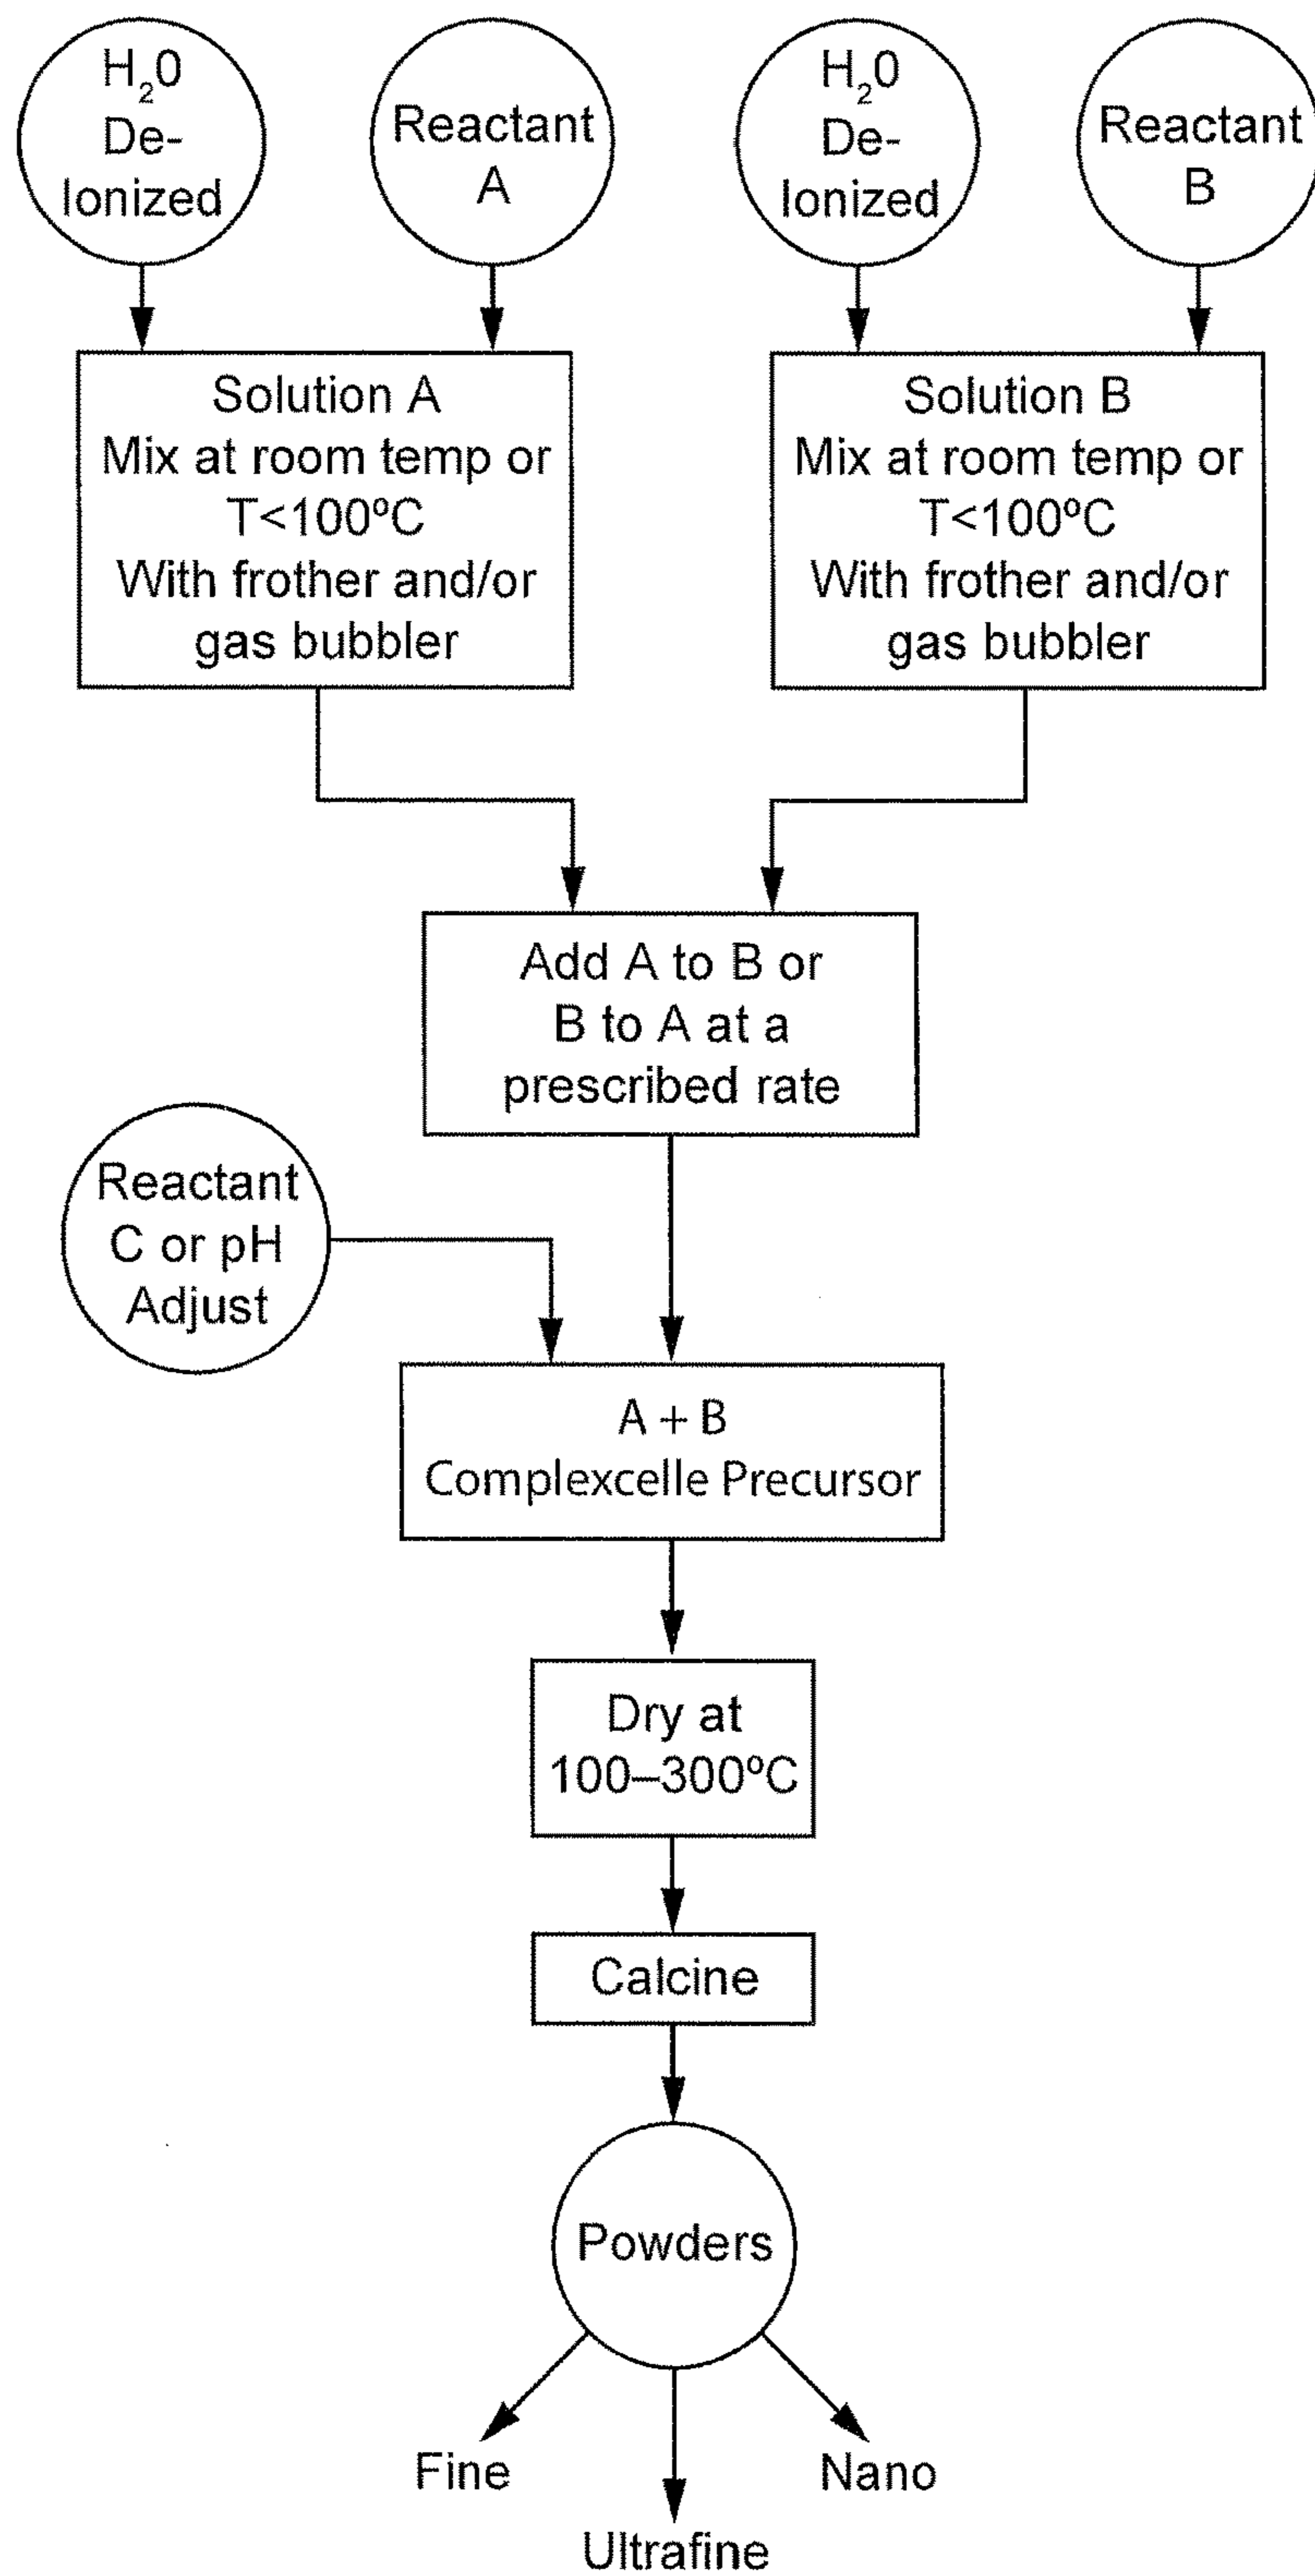 H₂0
De-
Ionized
Reactant
A
H₂0
De-
Ionized
Reactant
B
Solution A
Mix at room temp or
T<100ºC
With frother and/or
gas bubbler
Solution B
Mix at room temp or
T<100ºC
With frother and/or
gas bubbler
Add A to B or
B to A at a
prescribed rate
Reactant
C or pH
Adjust
A + B
Complexcelle Precursor
Dry at
100–300ºC
Calcine
Powders
Fine
Nano
Ultrafine